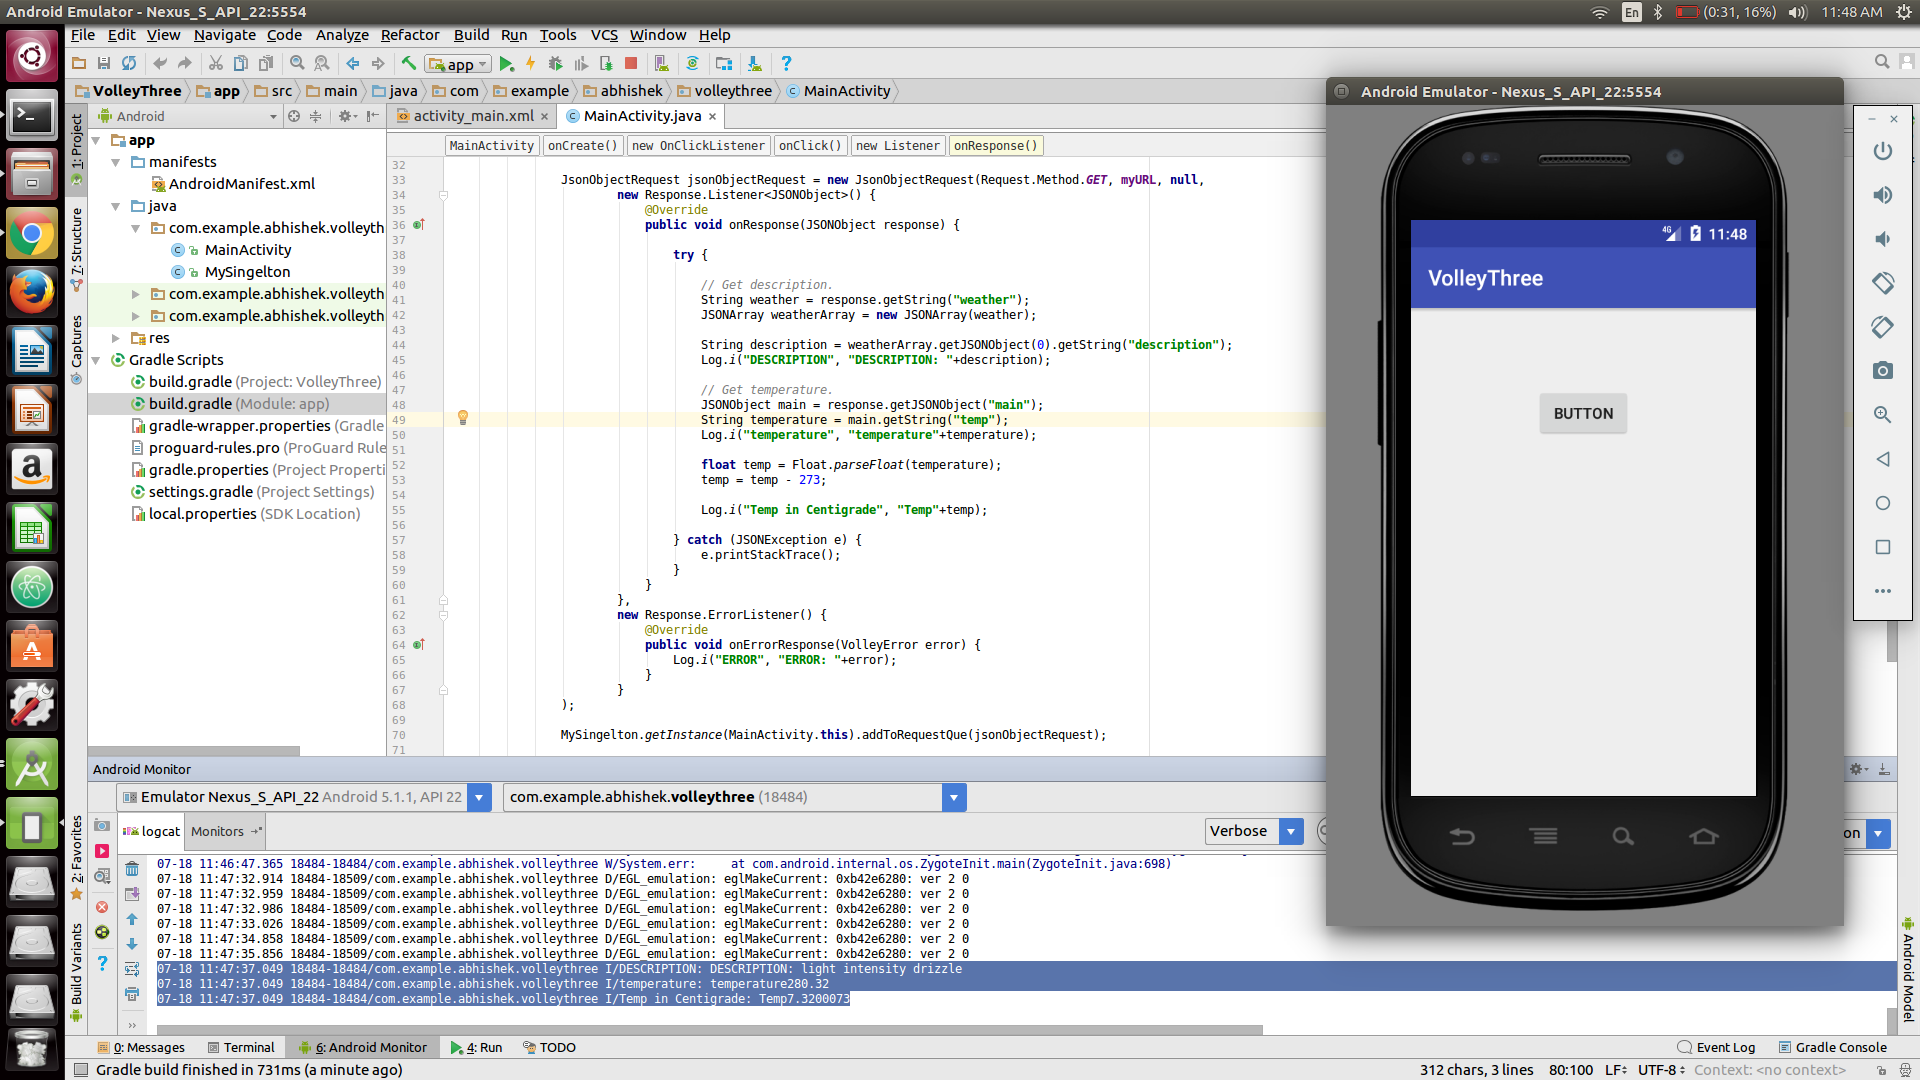 Android Emulator - Nexus_S_API_22:5554
En
(0:31, 16%)
11:48 AM
File Edit View Navigate Code Analyze Refactor Build Run Tools VCS Window Help
app
VolleyThree app src main java com example abhishek volleythree MainActivity
Android
activity_main.xml
MainActivity.java
1: Project
7: Structure
Captures
2: Favorites
Build Variants
app
manifests
AndroidManifest.xml
java
com.example.abhishek.volleyth
MainActivity
MySingelton
com.example.abhishek.volleyth
com.example.abhishek.volleyth
res
Gradle Scripts
build.gradle (Project: VolleyThree)
build.gradle (Module: app)
gradle-wrapper.properties (Gradle
proguard-rules.pro (ProGuard Rule
gradle.properties (Project Properti
settings.gradle (Project Settings)
local.properties (SDK Location)
MainActivity onCreate() new OnClickListener onClick() new Listener onResponse()
32
33 JsonObjectRequest jsonObjectRequest = new JsonObjectRequest(Request.Method.GET, myURL, null,
34 new Response.Listener<JSONObject>() {
35 @Override
36 public void onResponse(JSONObject response) {
37
38 try {
39
40 // Get description.
41 String weather = response.getString("weather");
42 JSONArray weatherArray = new JSONArray(weather);
43
44 String description = weatherArray.getJSONObject(0).getString("description");
45 Log.i("DESCRIPTION", "DESCRIPTION: "+description);
46
47 // Get temperature.
48 JSONObject main = response.getJSONObject("main");
49 String temperature = main.getString("temp");
50 Log.i("temperature", "temperature"+temperature);
51
52 float temp = Float.parseFloat(temperature);
53 temp = temp - 273;
54
55 Log.i("Temp in Centigrade", "Temp"+temp);
56
57 } catch (JSONException e) {
58 e.printStackTrace();
59 }
60 }
61 },
62 new Response.ErrorListener() {
63 @Override
64 public void onErrorResponse(VolleyError error) {
65 Log.i("ERROR", "ERROR: "+error);
66 }
67 }
68 );
69
70 MySingelton.getInstance(MainActivity.this).addToRequestQue(jsonObjectRequest);
71
Android Emulator - Nexus_S_API_22:5554
4G 11:48
VolleyThree
BUTTON
Android Monitor
Emulator Nexus_S_API_22 Android 5.1.1, API 22
com.example.abhishek.volleythree (18484)
logcat
Monitors
Verbose
on
07-18 11:46:47.365 18484-18484/com.example.abhishek.volleythree W/System.err: at com.android.internal.os.ZygoteInit.main(ZygoteInit.java:698)
07-18 11:47:32.914 18484-18509/com.example.abhishek.volleythree D/EGL_emulation: eglMakeCurrent: 0xb42e6280: ver 2 0
07-18 11:47:32.959 18484-18509/com.example.abhishek.volleythree D/EGL_emulation: eglMakeCurrent: 0xb42e6280: ver 2 0
07-18 11:47:32.986 18484-18509/com.example.abhishek.volleythree D/EGL_emulation: eglMakeCurrent: 0xb42e6280: ver 2 0
07-18 11:47:33.026 18484-18509/com.example.abhishek.volleythree D/EGL_emulation: eglMakeCurrent: 0xb42e6280: ver 2 0
07-18 11:47:34.858 18484-18509/com.example.abhishek.volleythree D/EGL_emulation: eglMakeCurrent: 0xb42e6280: ver 2 0
07-18 11:47:35.856 18484-18509/com.example.abhishek.volleythree D/EGL_emulation: eglMakeCurrent: 0xb42e6280: ver 2 0
07-18 11:47:37.049 18484-18484/com.example.abhishek.volleythree I/DESCRIPTION: DESCRIPTION: light intensity drizzle
07-18 11:47:37.049 18484-18484/com.example.abhishek.volleythree I/temperature: temperature280.32
07-18 11:47:37.049 18484-18484/com.example.abhishek.volleythree I/Temp in Centigrade: Temp7.3200073
Android Model
0: Messages
Terminal
6: Android Monitor
4: Run
TODO
Event Log
Gradle Console
Gradle build finished in 731ms (a minute ago)
312 chars, 3 lines
80:100
LF
UTF-8
Context: <no context>